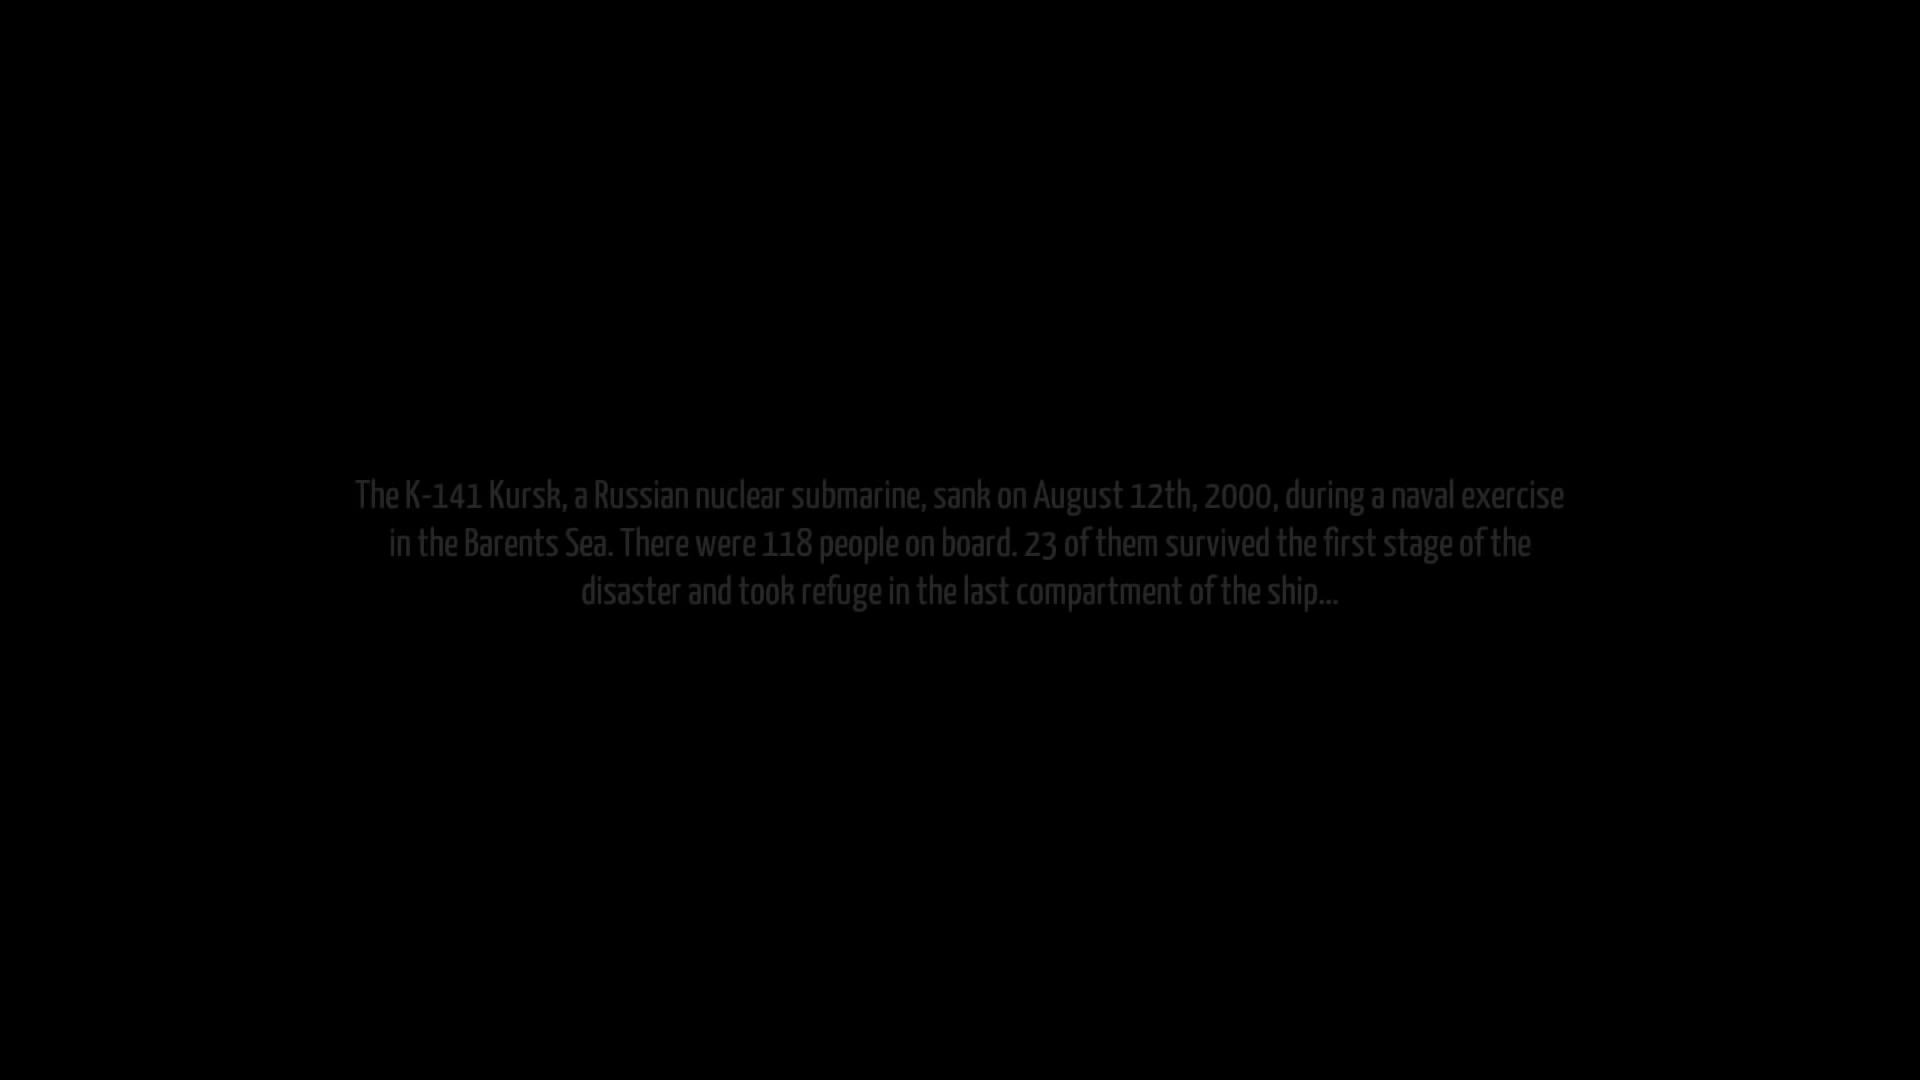 The K-141 Kursk, a Russian nuclear submarine, sank on August 12th, 2000, during a naval exercise
in the Barents Sea. There were 118 people on board. 23 of them survived the first stage of the
disaster and took refuge in the last compartment of the ship...